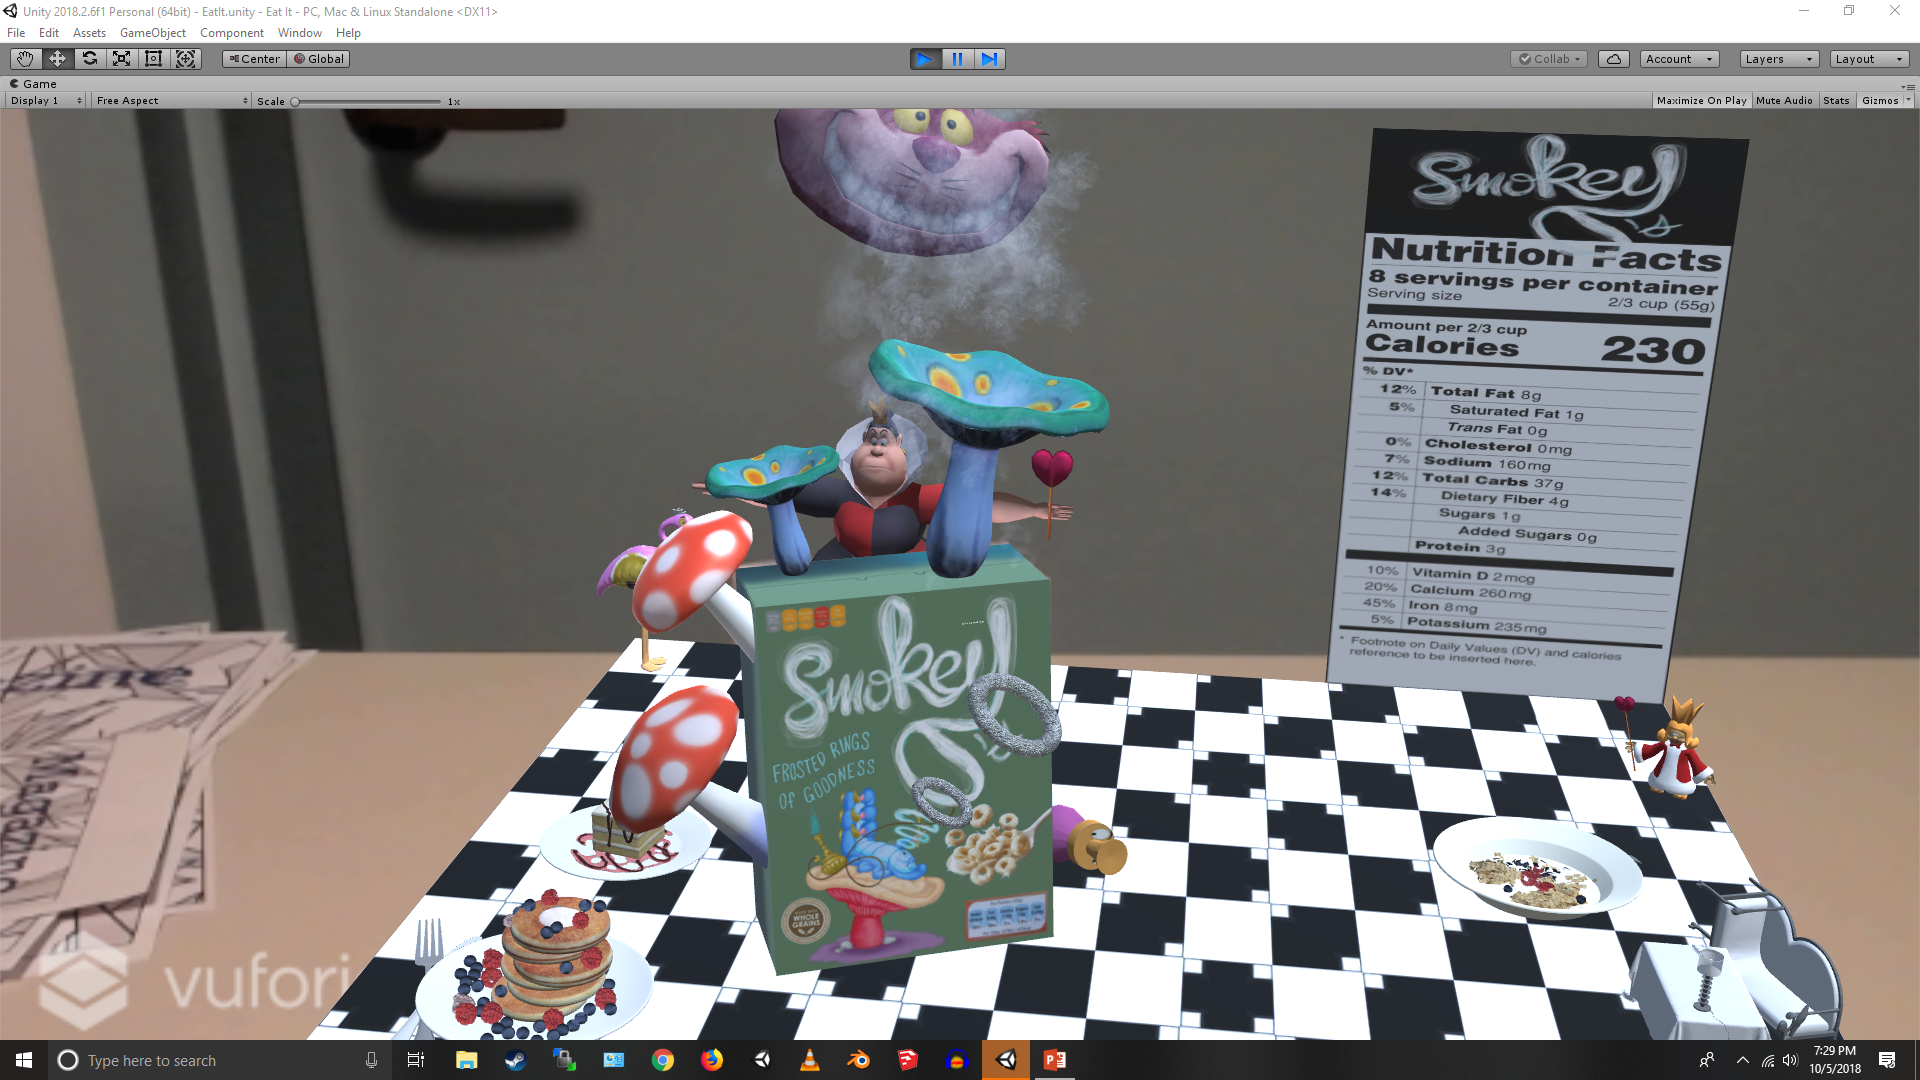 Unity 2018.2.6f1 Personal (64bit) - EatIt.unity - Eat It - PC, Mac & Linux Standalone <DX11>
File Edit Assets GameObject Component Window Help
Center Global
Collab Account Layers Layout
Game
Display 1 Free Aspect Scale 1x
Maximize On Play Mute Audio Stats Gizmos
Smokey
Nutrition Facts
8 servings per container
Serving size 2/3 cup (55g)
Amount per 2/3 cup
Calories 230
% DV*
12% Total Fat 8g
5% Saturated Fat 1g
Trans Fat 0g
0% Cholesterol 0mg
7% Sodium 160mg
12% Total Carbs 37g
14% Dietary Fiber 4g
Sugars 1g
Added Sugars 0g
Protein 3g
10% Vitamin D 2mcg
20% Calcium 260mg
45% Iron 8mg
5% Potassium 235mg
* Footnote on Daily Values (DV) and calories
reference to be inserted here.
Smokey
FROSTED RINGS
Of GOODNESS
WHOLE
GRAINS
Magazine
vufori
Type here to search
7:29 PM
10/5/2018